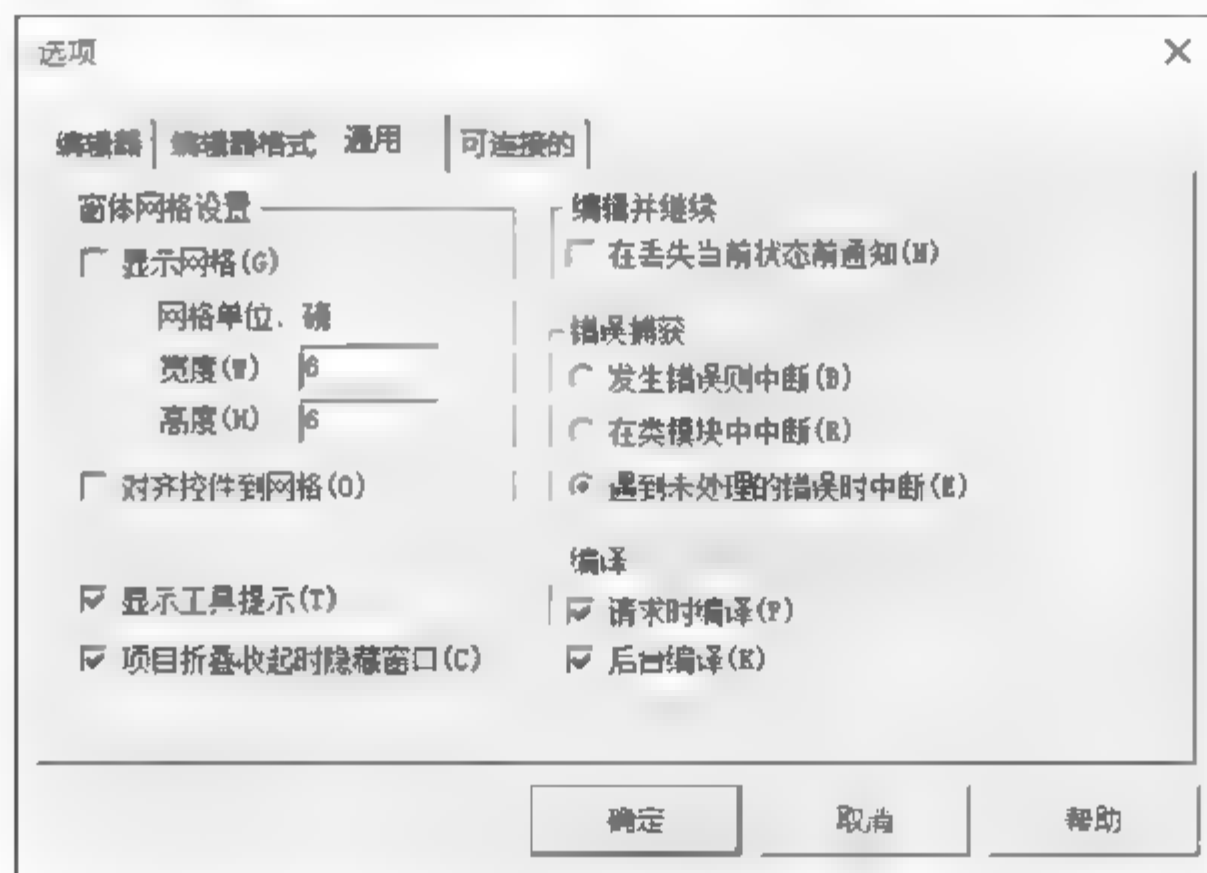 选项
编辑器 编辑器格式 通用 可连接的
窗体网格设置
显示网格(G)
网格单位:
宽度(W) 6
高度(H) 6
对齐控件到网格(O)
显示工具提示(T)
项目折叠收起时隐藏窗口(C)
编辑并继续
在丢失当前状态前通知(N)
错误捕获
发生错误则中断(B)
在类模块中中断(R)
遇到未处理的错误时中断(E)
编译
请求时编译(P)
后台编译(K)
确定 取消 帮助